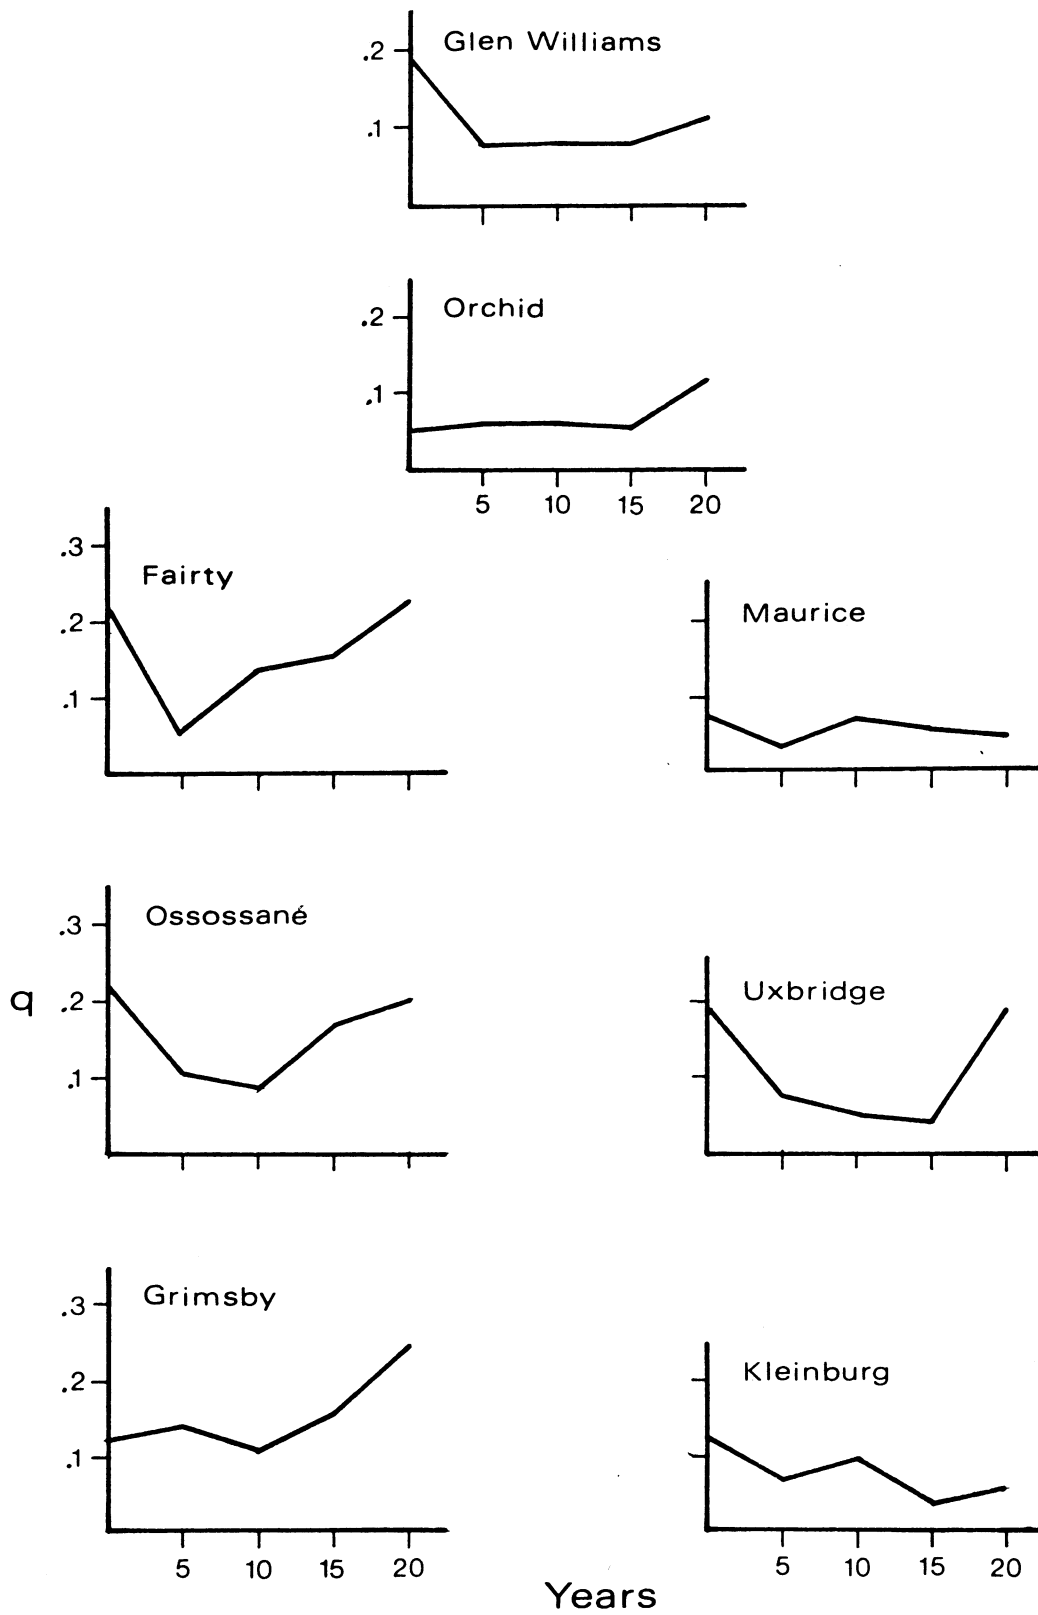 Glen Williams
.2
.1
Orchid
.2
.1
5 10 15 20
Fairty
.3
.2
.1
Maurice
Ossossané
.3
.2
.1
q
Uxbridge
Grimsby
.3
.2
.1
5 10 15 20
Kleinburg
5 10 15 20
Years